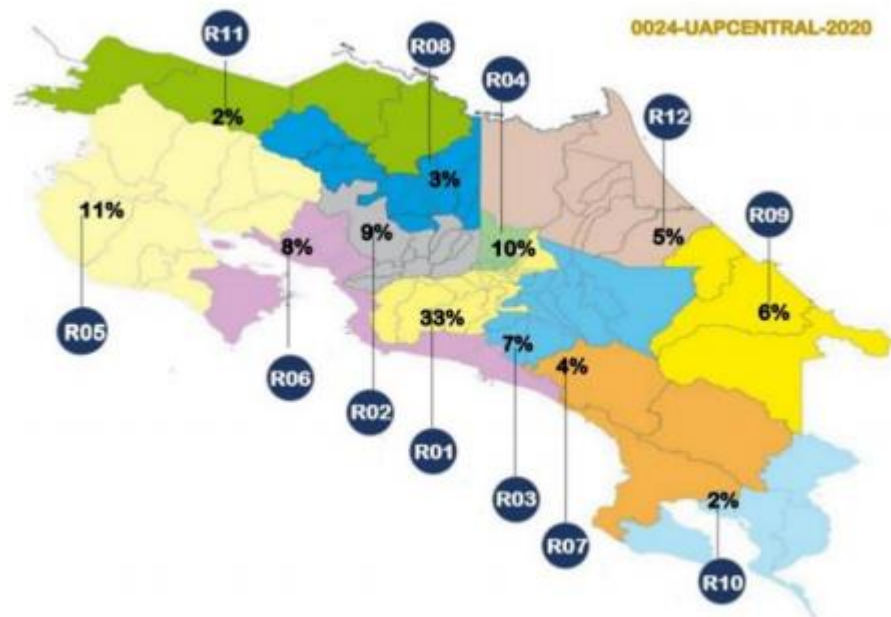 0024-UAPCENTRAL-2020
R11
R08
R04
R12
2%
3%
11%
9%
8%
10%
5%
R09
33%
6%
7%
4%
R05
R06
R02
R01
R03
R07
2%
R10